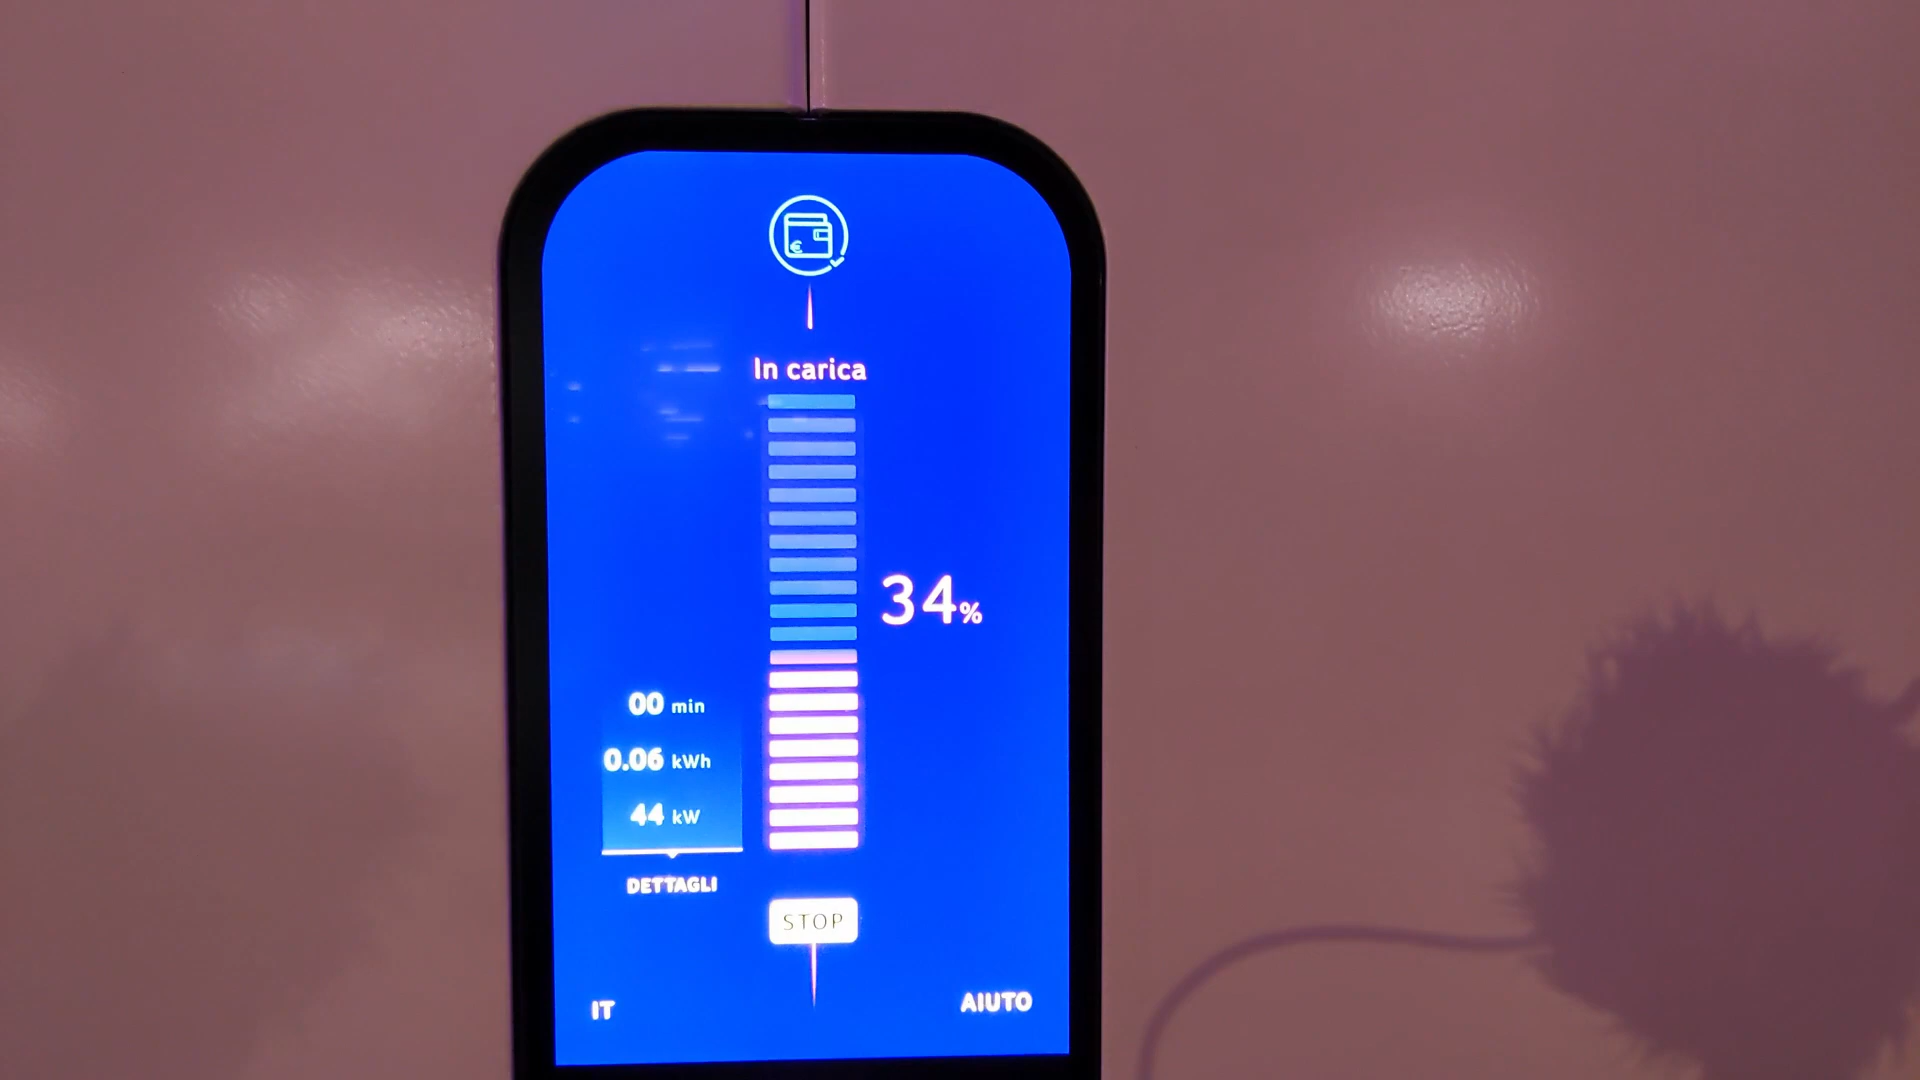 €
In carica
34%
00 min
0.06 kWh
44 kW
DETTAGLI
STOP
IT
AIUTO